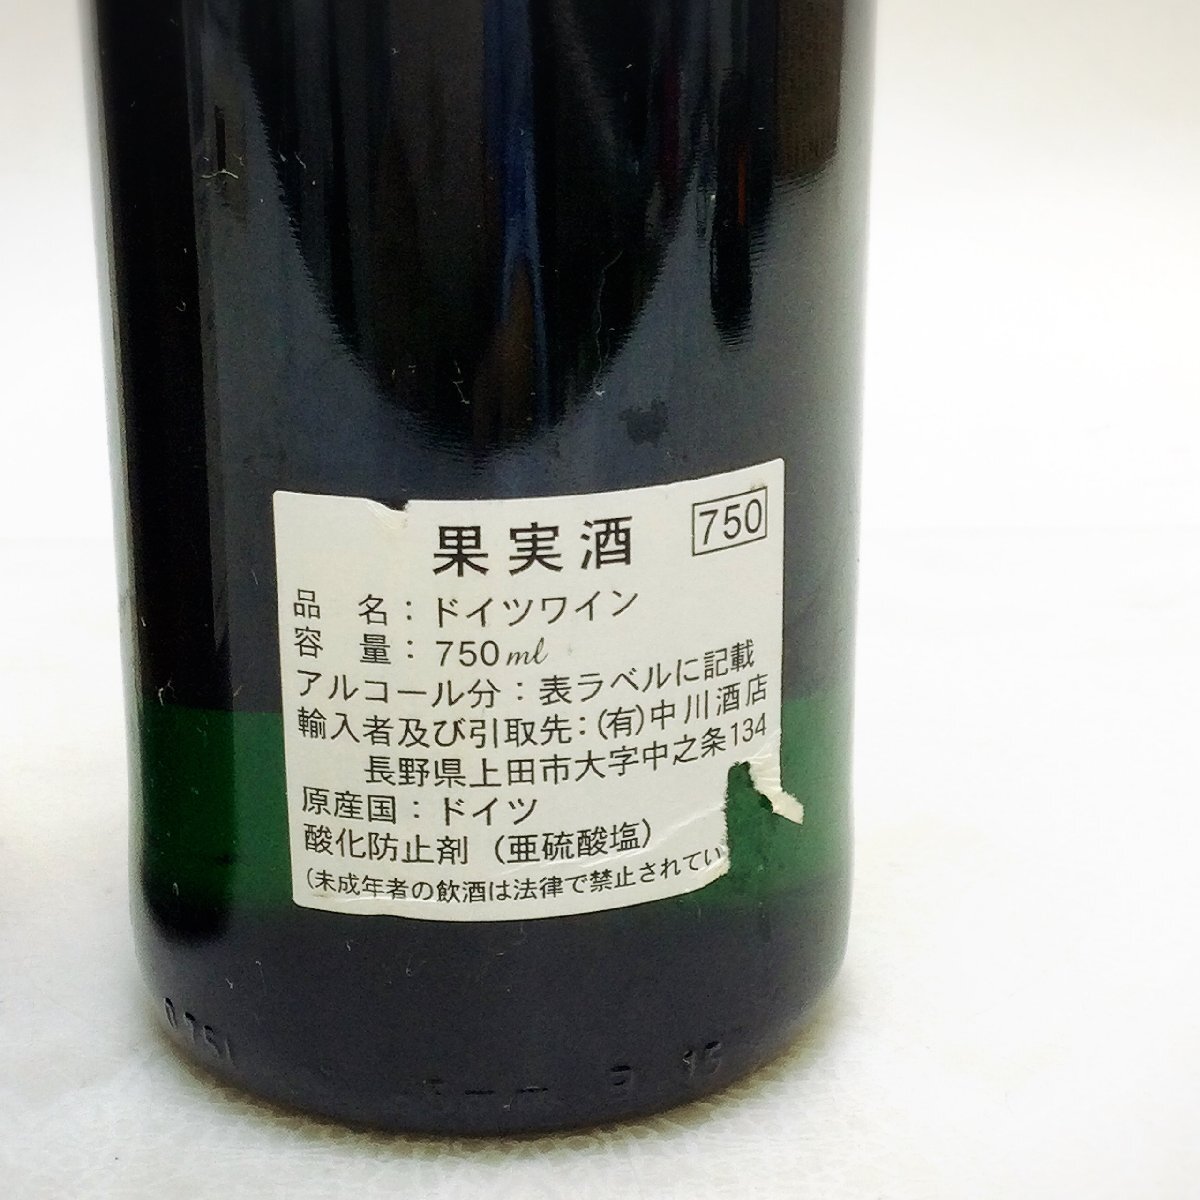 果実酒 750
品 名：ドイツワイン
容 量：750ml
アルコール分：表ラベルに記載
輸入者及び引取先：(有)中川酒店
長野県上田市大字中之条134
原産国：ドイツ
酸化防止剤（亜硫酸塩）
(未成年者の飲酒は法律で禁止されてい